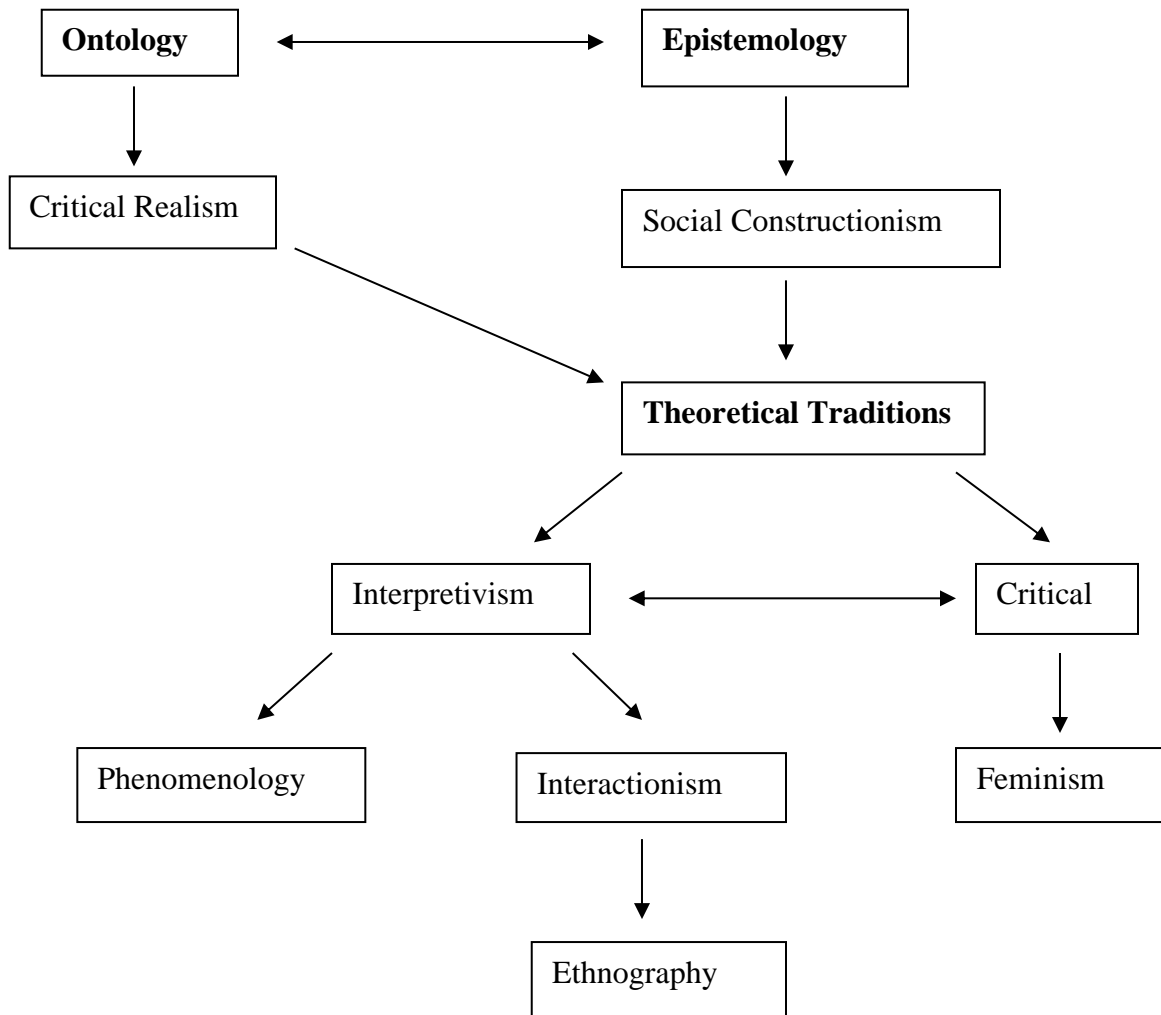 Ontology
Epistemology
Critical Realism
Social Constructionism
Theoretical Traditions
Interpretivism
Critical
Phenomenology
Interactionism
Feminism
Ethnography